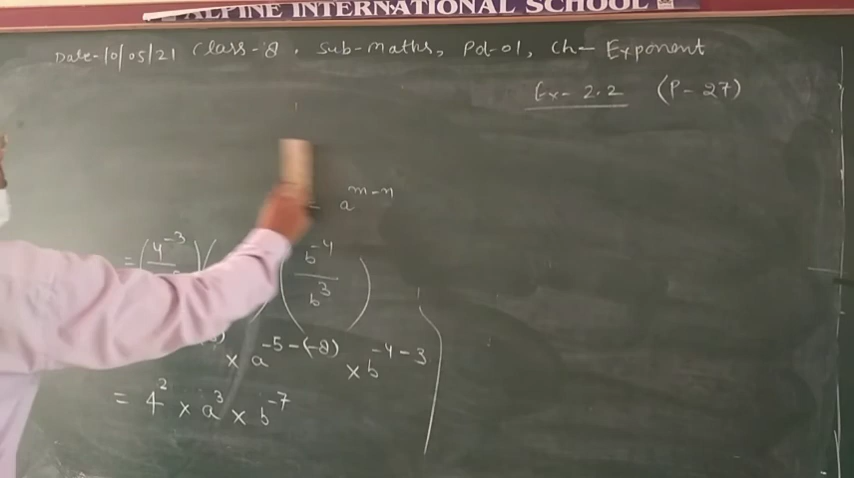 ALPINE INTERNATIONAL SCHOOL
Date-10/05/21 Class-8, Sub-maths, Pd-01, Ch- Exponent
Ex-2.2 (P-27)
a^{m-n}
= (4^{-3} (b^{-4}/b^{3})
× a^{-5-(-8)} × b^{-4-3}
= 4^{2} × a^{3} × b^{-7}